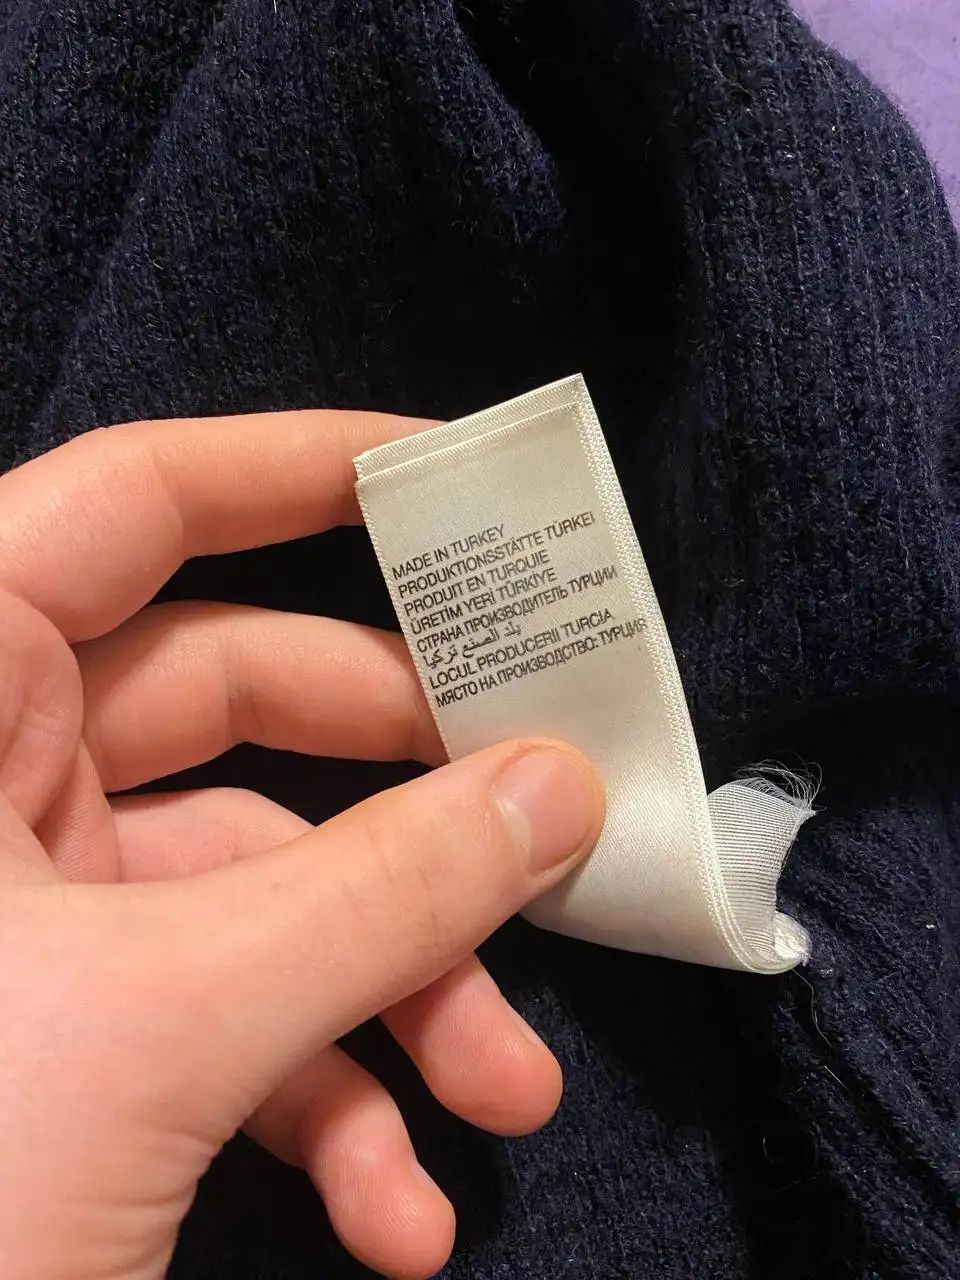 MADE IN TURKEY
PRODUKTIONSSTÄTTE TÜRKEI
PRODUIT EN TURQUIE
ÜRETİM YERİ TÜRKİYE
СТРАНА ПРОИЗВОДИТЕЛЬ ТУРЦИИ
بلد الصنع تركيا
LOCUL PRODUCERII TURCIA
МЯСТО НА ПРОИЗВОДСТВО: ТУРЦИЯ